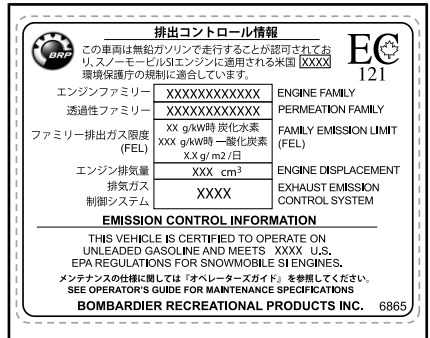 排出コントロール情報
BRP
この車両は無鉛ガソリンで走行することが認可されてお
り、スノーモービルSIエンジンに適用される米国 XXXX
環境保護庁の規制に適合しています。
EC
121
エンジンファミリー XXXXXXXXXXXX ENGINE FAMILY
透過性ファミリー XXXXXXXXXXXX PERMEATION FAMILY
ファミリー排出ガス限度 XX g/kW時 炭化水素 FAMILY EMISSION LIMIT
(FEL) XXX g/kW時 一酸化炭素 (FEL)
X.X g/ m2 /日
エンジン排気量 XXX cm³ ENGINE DISPLACEMENT
排気ガス XXXX EXHAUST EMISSION
制御システム CONTROL SYSTEM
EMISSION CONTROL INFORMATION
THIS VEHICLE IS CERTIFIED TO OPERATE ON
UNLEADED GASOLINE AND MEETS XXXX U.S.
EPA REGULATIONS FOR SNOWMOBILE SI ENGINES.
メンテナンスの仕様に関しては『オペレーターズガイド』を参照してください。
SEE OPERATOR'S GUIDE FOR MAINTENANCE SPECIFICATIONS
BOMBARDIER RECREATIONAL PRODUCTS INC. 6865